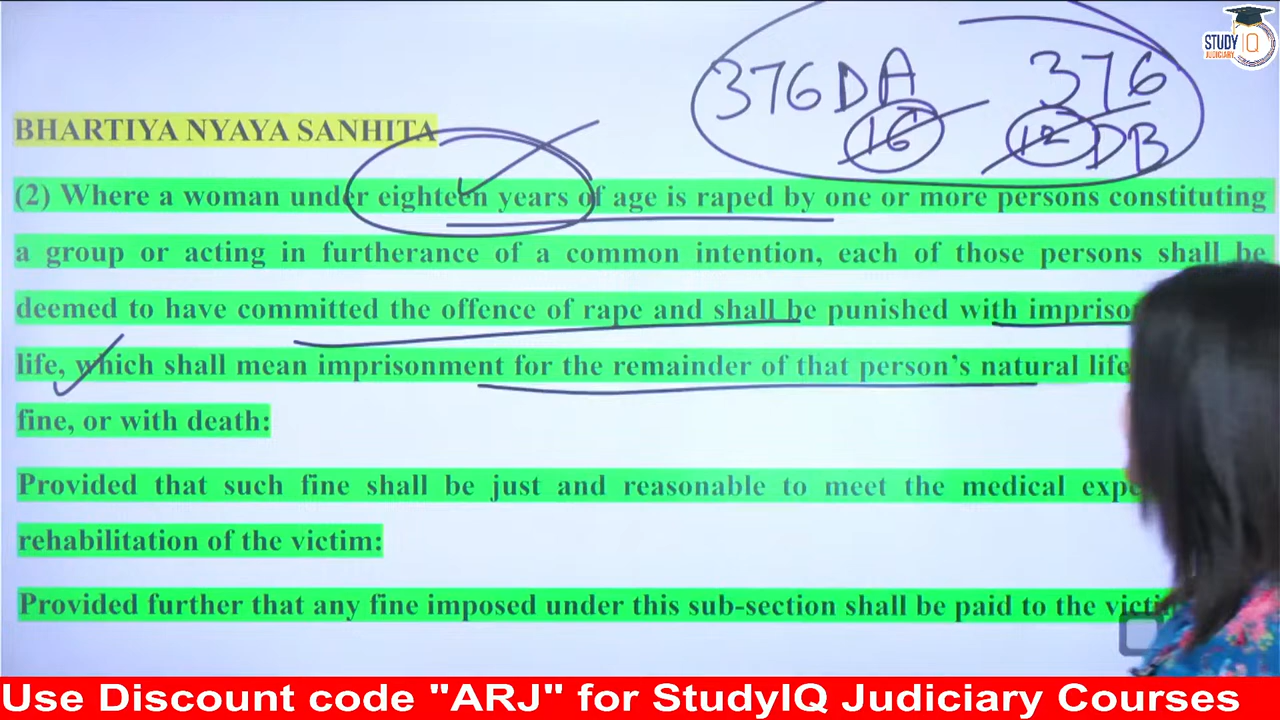 STUDY IQ
JUDICIARY
376DA
376
16
12 DB
BHARTIYA NYAYA SANHITA
(2) Where a woman under eighteen years of age is raped by one or more persons constituting
a group or acting in furtherance of a common intention, each of those persons shall be
deemed to have committed the offence of rape and shall be punished with
life, which shall mean imprisonment for the remainder of that person's natural life
fine, or with death:
Provided that such fine shall be just and reasonable to meet the medical
rehabilitation of the victim:
Provided further that any fine imposed under this sub-section shall be paid to the
Use Discount code "ARJ" for StudyIQ Judiciary Courses